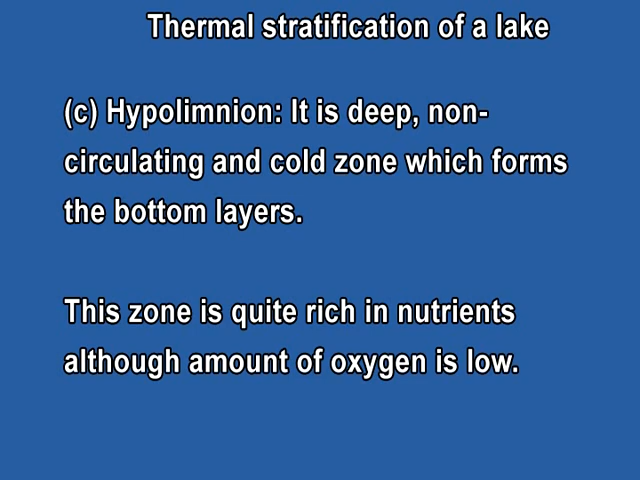 Thermal stratification of a lake
(c) Hypolimnion: It is deep, non-
circulating and cold zone which forms
the bottom layers.
This zone is quite rich in nutrients
although amount of oxygen is low.